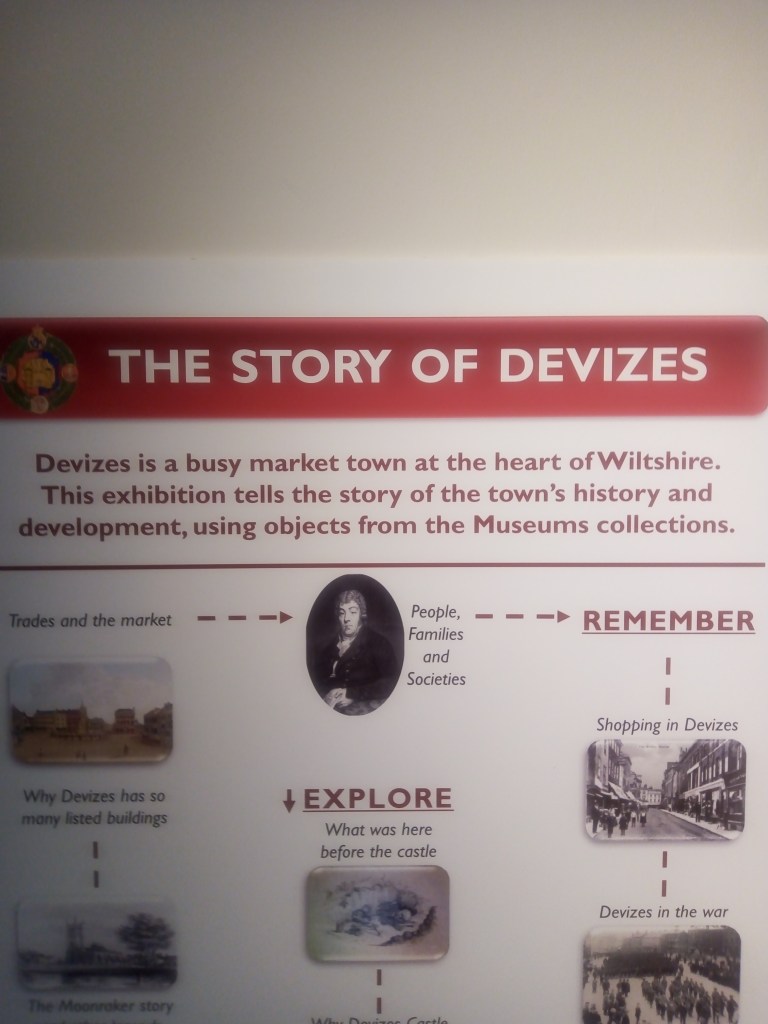 THE STORY OF DEVIZES
Devizes is a busy market town at the heart of Wiltshire.
This exhibition tells the story of the town's history and
development, using objects from the Museums collections.
Trades and the market
People,
Families
and
Societies
REMEMBER
Why Devizes has so
many listed buildings
The Moonraker story
EXPLORE
What was here
before the castle
Why Devizes Castle
Shopping in Devizes
Devizes in the war